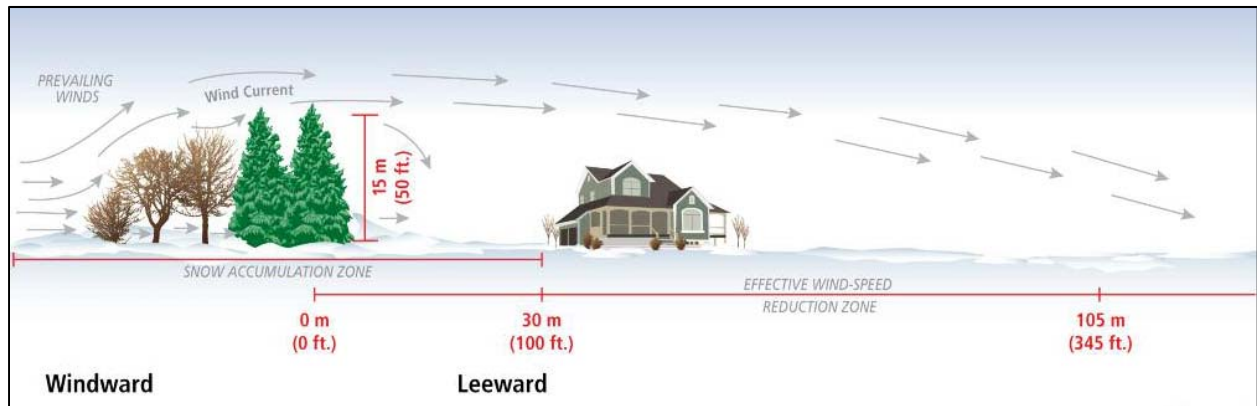 PREVAILING
WINDS
Wind Current
15 m
(50 ft.)
SNOW ACCUMULATION ZONE
EFFECTIVE WIND-SPEED
REDUCTION ZONE
0 m
(0 ft.)
30 m
(100 ft.)
105 m
(345 ft.)
Windward
Leeward